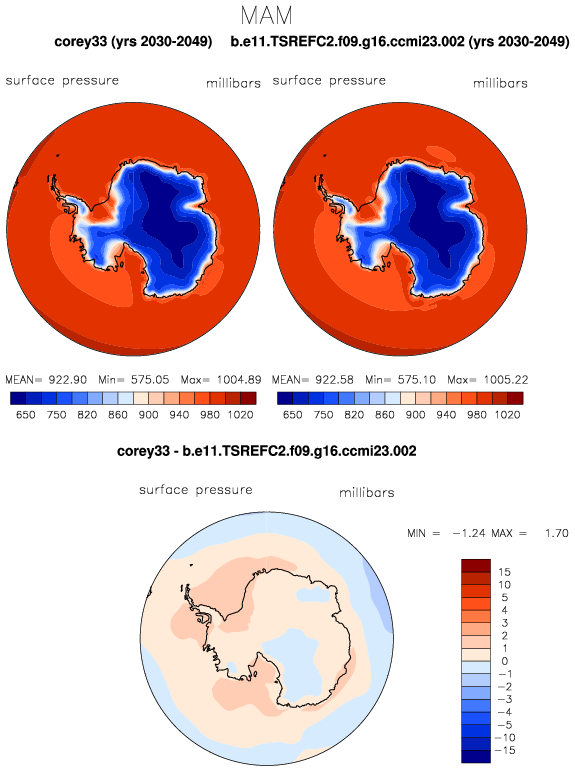 MAM
corey33 (yrs 2030-2049) b.e11.TSREFC2.f09.g16.ccmi23.002 (yrs 2030-2049)
surface pressure millibars surface pressure millibars
MEAN= 922.90 Min= 575.05 Max= 1004.89 MEAN= 922.58 Min= 575.10 Max= 1005.22
650 750 820 860 900 940 980 1020 650 750 820 860 900 940 980 1020
corey33 - b.e11.TSREFC2.f09.g16.ccmi23.002
surface pressure millibars
MIN = -1.24 MAX = 1.70
15
10
5
4
3
2
1
0
-1
-2
-3
-4
-5
-10
-15